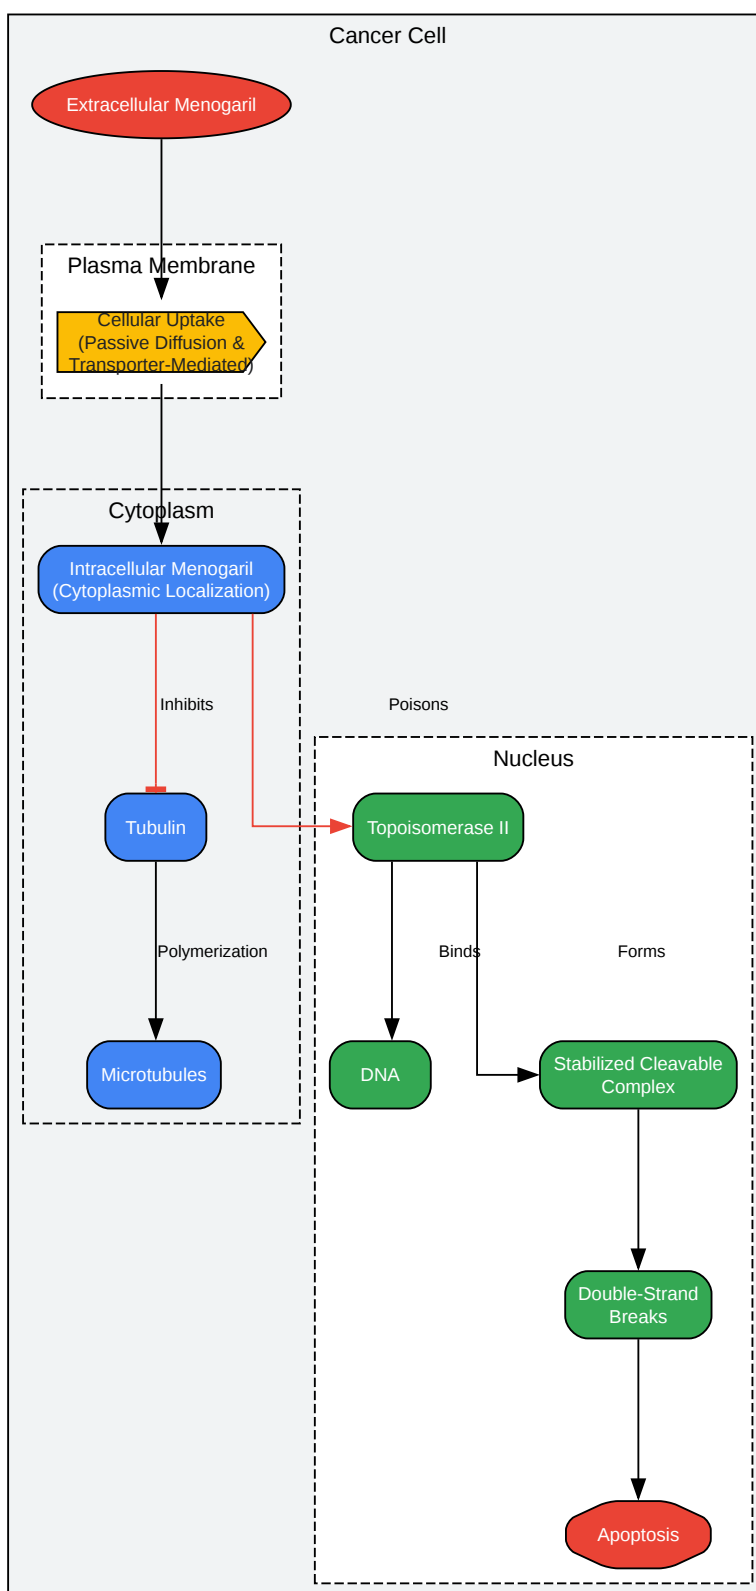 Cancer Cell
Extracellular Menogaril
Plasma Membrane
Cellular Uptake
(Passive Diffusion &
Transporter-Mediated)
Cytoplasm
Intracellular Menogaril
(Cytoplasmic Localization)
Inhibits
Poisons
Nucleus
Tubulin
Topoisomerase II
Polymerization
Binds
Forms
Microtubules
DNA
Stabilized Cleavable
Complex
Double-Strand
Breaks
Apoptosis